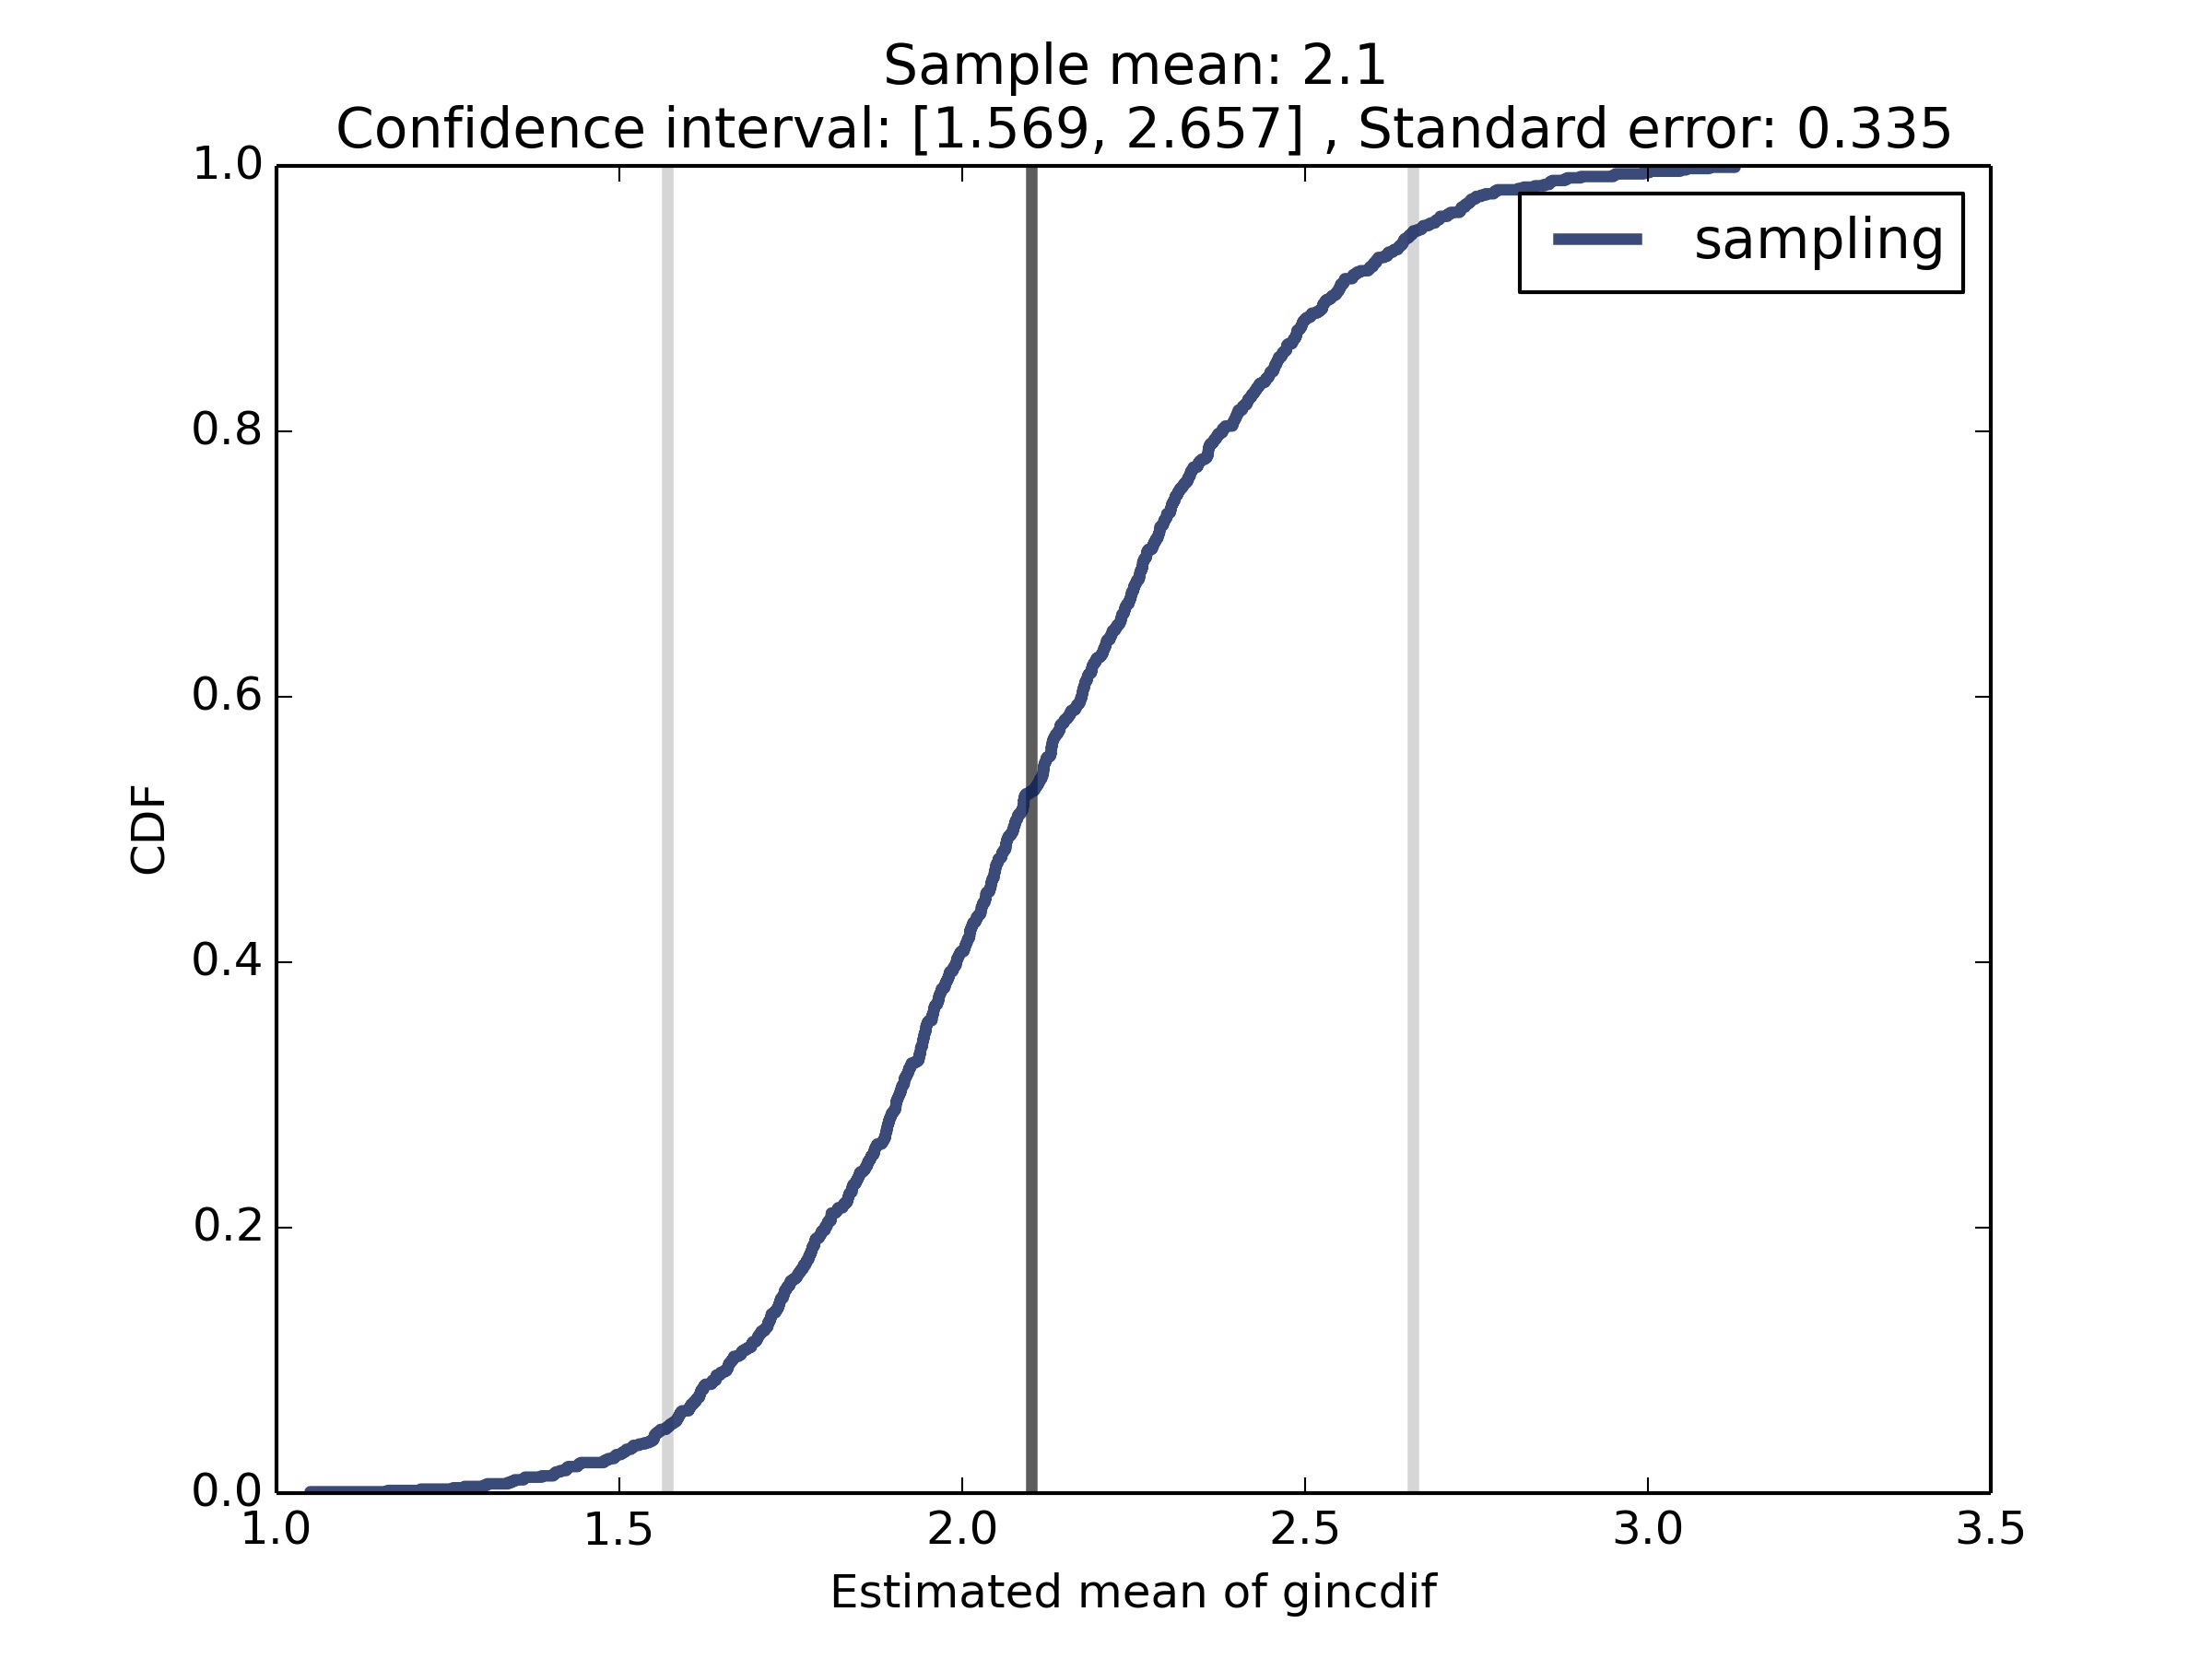 Sample mean: 2.1
Confidence interval: [1.569, 2.657] , Standard error: 0.335
1.0
sampling
0.8
0.6
CDF
0.4
0.2
0.0
1.0 1.5 2.0 2.5 3.0 3.5
Estimated mean of gincdif